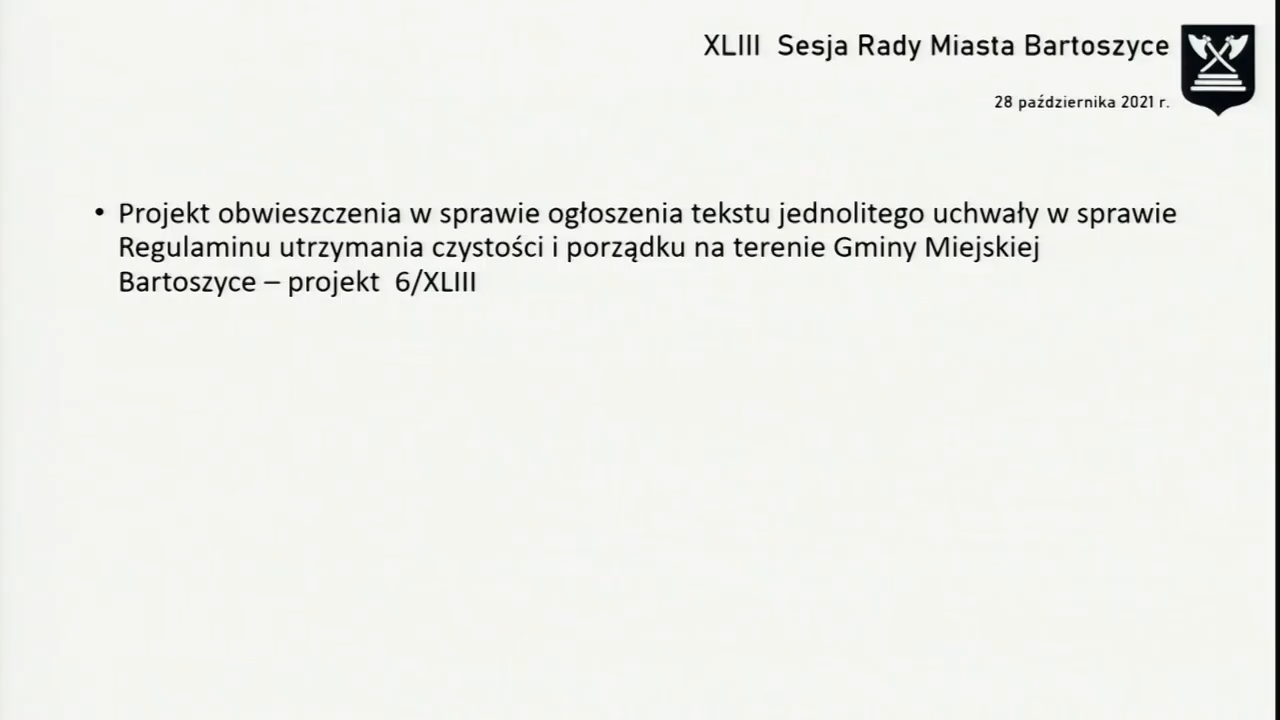 XLIII Sesja Rady Miasta Bartoszyce
28 października 2021 r.
• Projekt obwieszczenia w sprawie ogłoszenia tekstu jednolitego uchwały w sprawie
Regulaminu utrzymania czystości i porządku na terenie Gminy Miejskiej
Bartoszyce – projekt 6/XLIII